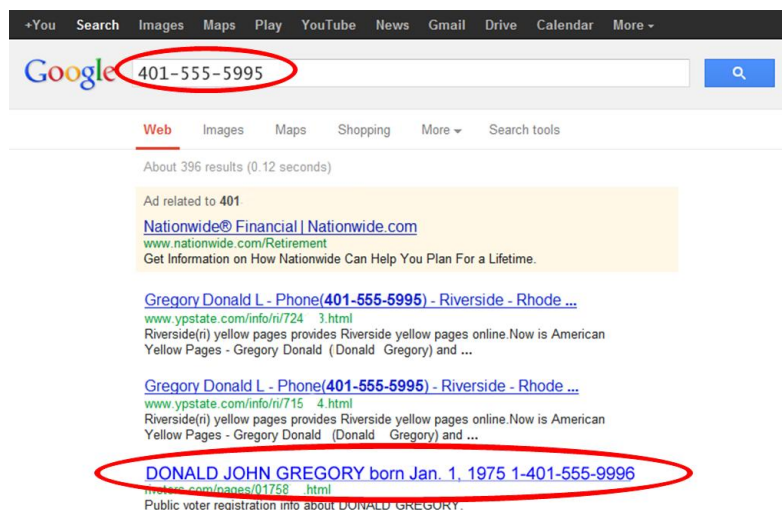 +You Search Images Maps Play YouTube News Gmail Drive Calendar More
Google 401-555-5995
Web Images Maps Shopping More Search tools
About 396 results (0.12 seconds)
Ad related to 401
Nationwide® Financial | Nationwide.com
www.nationwide.com/Retirement
Get Information on How Nationwide Can Help You Plan For a Lifetime.
Gregory Donald L - Phone(401-555-5995) - Riverside - Rhode ...
www.ypstate.com/info/ri/724 3.html
Riverside(ri) yellow pages provides Riverside yellow pages online.Now is American
Yellow Pages - Gregory Donald (Donald Gregory) and ...
Gregory Donald L - Phone(401-555-5995) - Riverside - Rhode ...
www.ypstate.com/info/ri/715 4.html
Riverside(ri) yellow pages provides Riverside yellow pages online.Now is American
Yellow Pages - Gregory Donald (Donald Gregory) and ...
DONALD JOHN GREGORY born Jan. 1, 1975 1-401-555-9996
.com/pages/01758 .html
Public voter registration info about DONALD GREGORY.